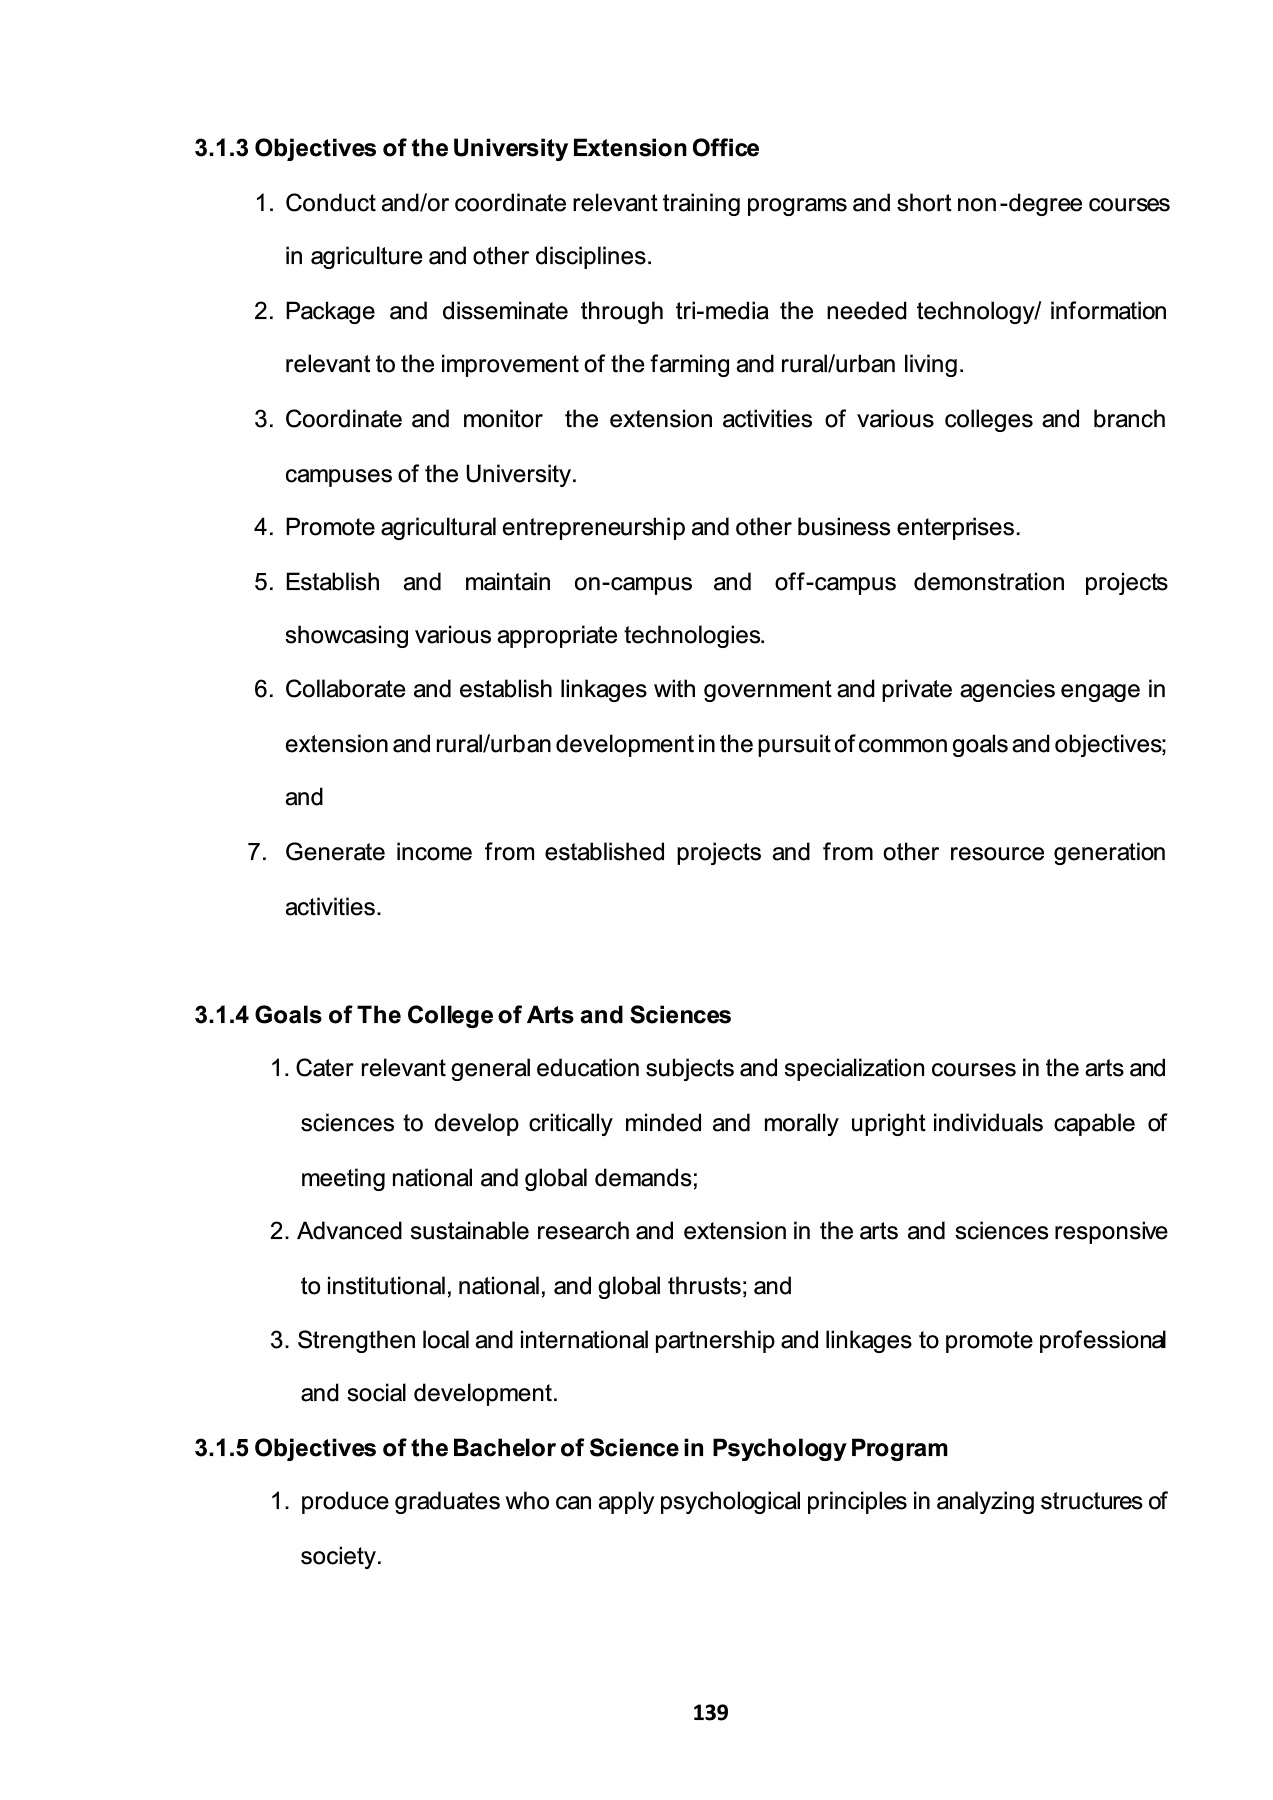 3.1.3 Objectives of the University Extension Office
1. Conduct and/or coordinate relevant training programs and short non-degree courses
in agriculture and other disciplines.
2. Package and disseminate through tri-media the needed technology/ information
relevant to the improvement of the farming and rural/urban living.
3. Coordinate and monitor the extension activities of various colleges and branch
campuses of the University.
4. Promote agricultural entrepreneurship and other business enterprises.
5. Establish and maintain on-campus and off-campus demonstration projects
showcasing various appropriate technologies.
6. Collaborate and establish linkages with government and private agencies engage in
extension and rural/urban development in the pursuit of common goals and objectives;
and
7. Generate income from established projects and from other resource generation
activities.
3.1.4 Goals of The College of Arts and Sciences
1. Cater relevant general education subjects and specialization courses in the arts and
sciences to develop critically minded and morally upright individuals capable of
meeting national and global demands;
2. Advanced sustainable research and extension in the arts and sciences responsive
to institutional, national, and global thrusts; and
3. Strengthen local and international partnership and linkages to promote professional
and social development.
3.1.5 Objectives of the Bachelor of Science in Psychology Program
1. produce graduates who can apply psychological principles in analyzing structures of
society.
139